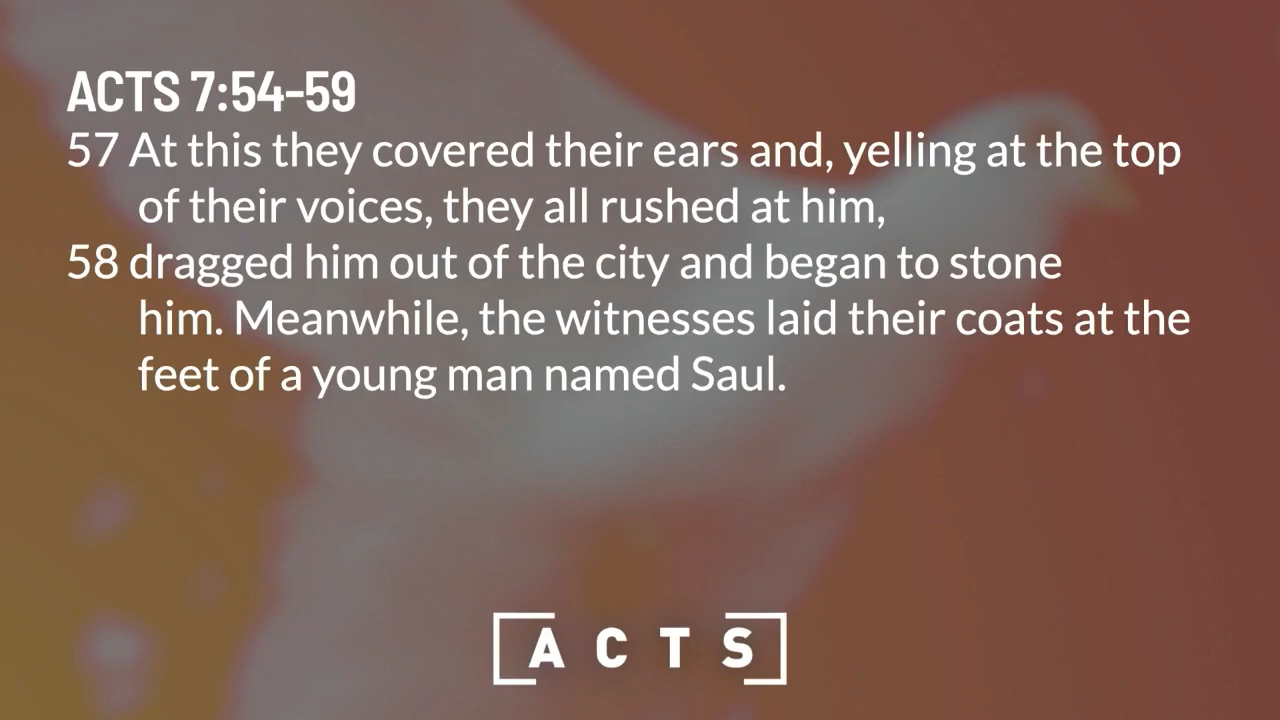 ACTS 7:54-59
57 At this they covered their ears and, yelling at the top
of their voices, they all rushed at him,
58 dragged him out of the city and began to stone
him. Meanwhile, the witnesses laid their coats at the
feet of a young man named Saul.
[ACTS]